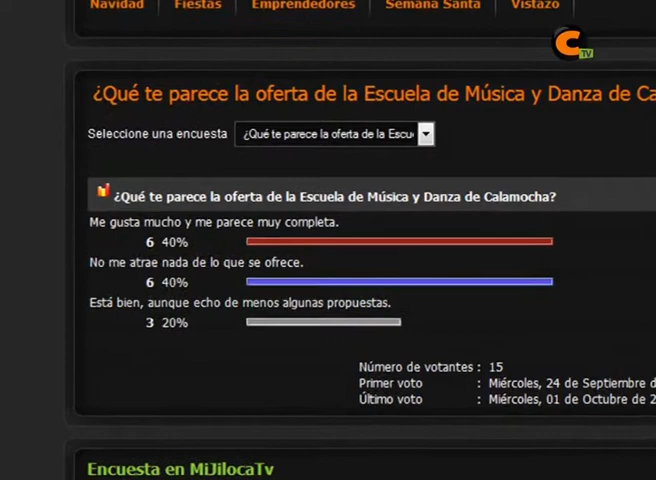 Navidad Fiestas Emprendedores Semana Santa Vistazo
C TV
¿Qué te parece la oferta de la Escuela de Música y Danza de Ca
Seleccione una encuesta ¿Qué te parece la oferta de la Escu
¿Qué te parece la oferta de la Escuela de Música y Danza de Calamocha?
Me gusta mucho y me parece muy completa.
6 40%
No me atrae nada de lo que se ofrece.
6 40%
Está bien, aunque echo de menos algunas propuestas.
3 20%
Número de votantes : 15
Primer voto : Miércoles, 24 de Septiembre d
Último voto : Miércoles, 01 de Octubre de 2
Encuesta en MiJilocaTv